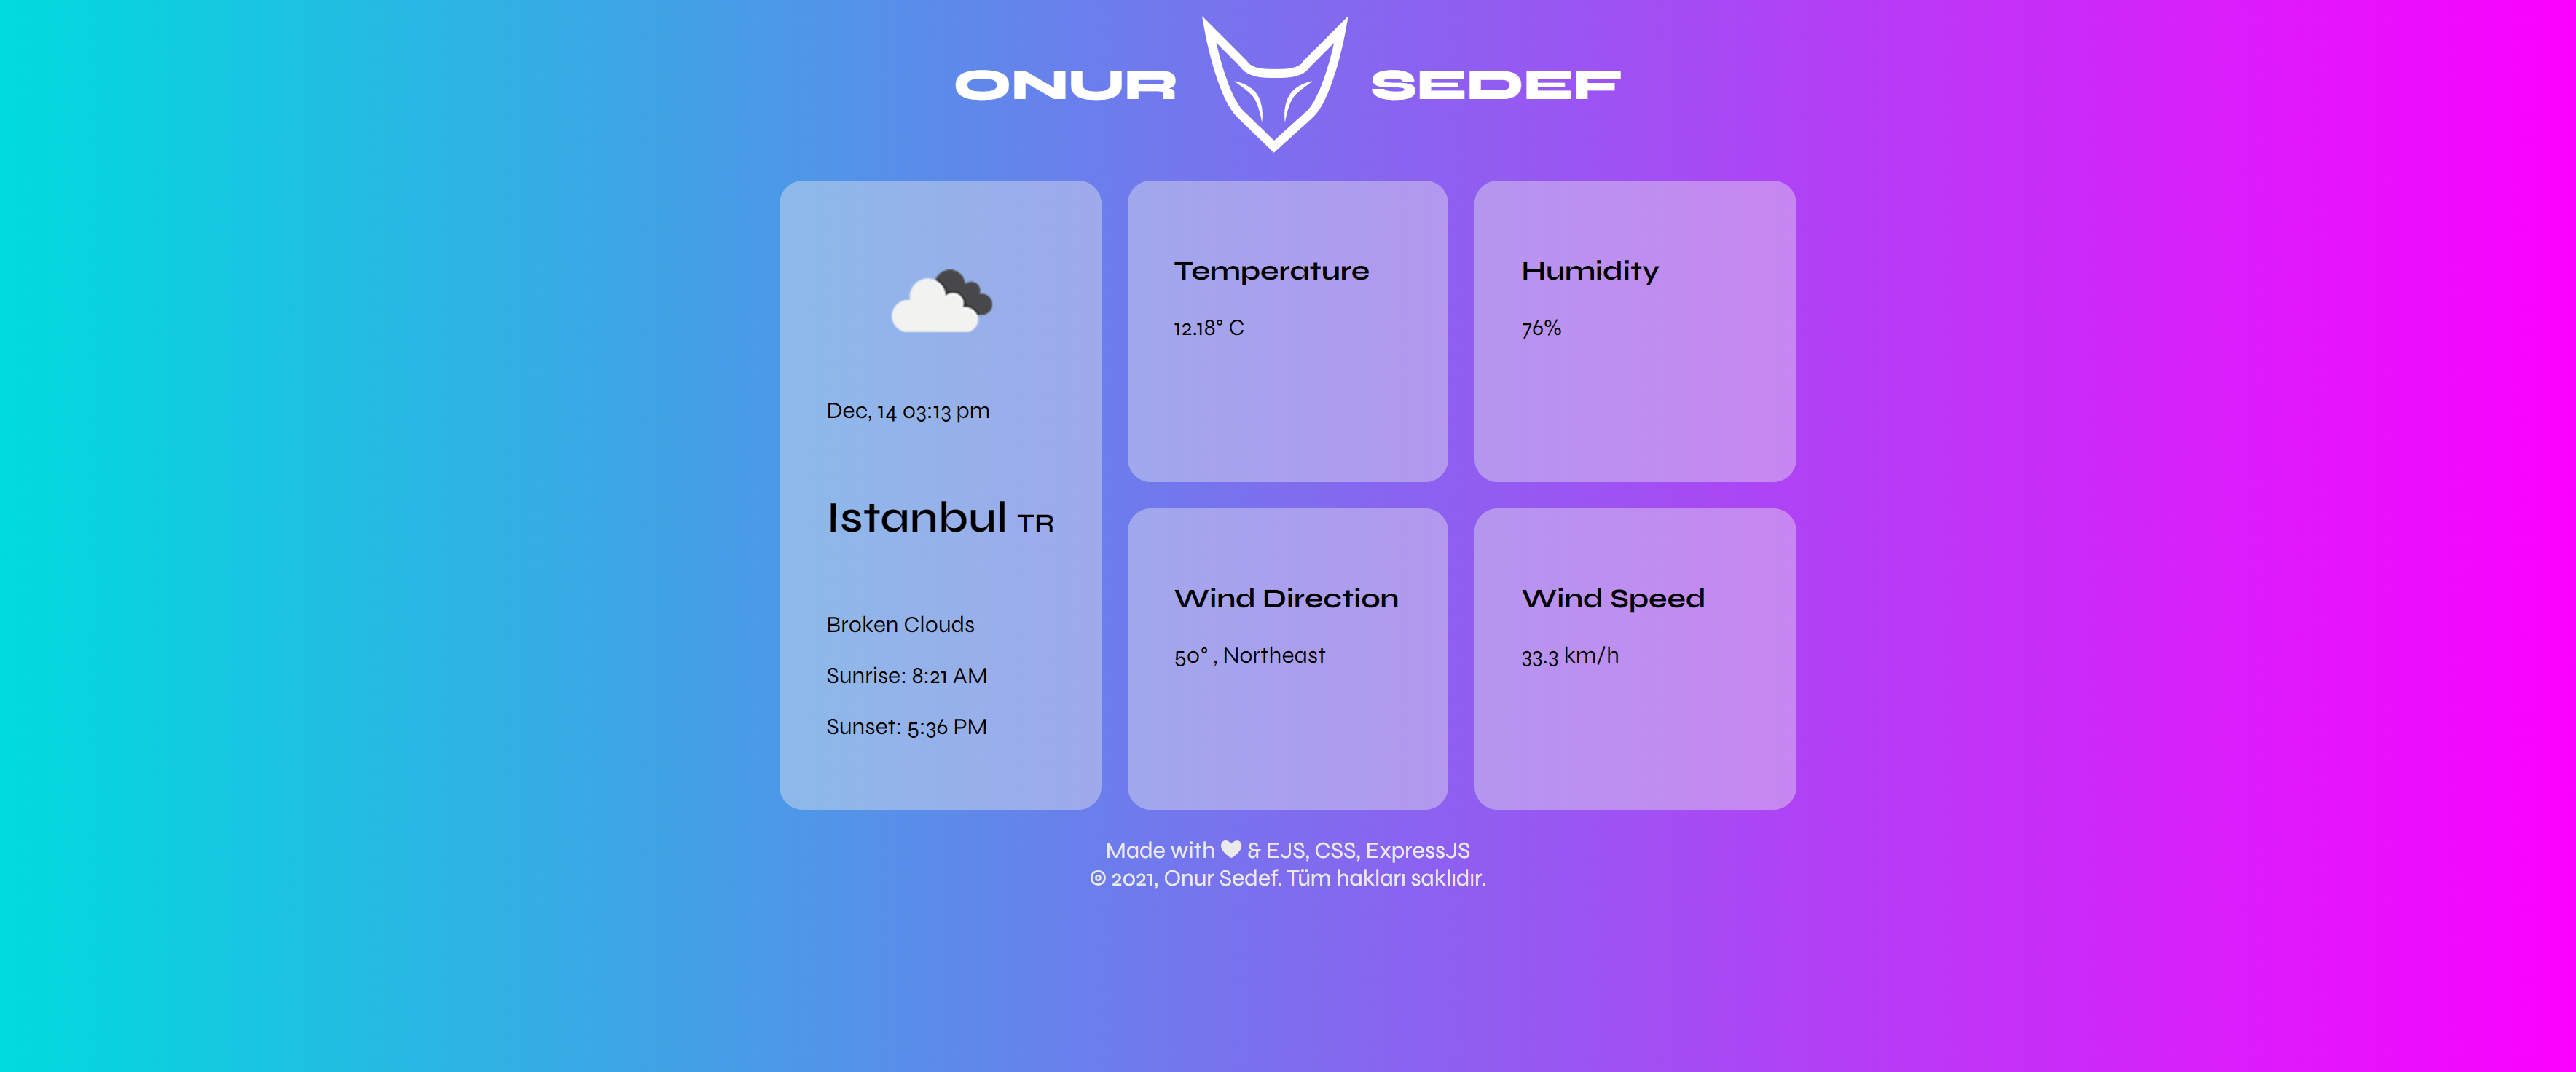 ONUR SEDEF
Dec, 14 03:13 pm
Istanbul TR
Broken Clouds
Sunrise: 8:21 AM
Sunset: 5:36 PM
Temperature
12.18° C
Humidity
76%
Wind Direction
50° , Northeast
Wind Speed
33.3 km/h
Made with 🤍 & EJS, CSS, ExpressJS
© 2021, Onur Sedef. Tüm hakları saklıdır.